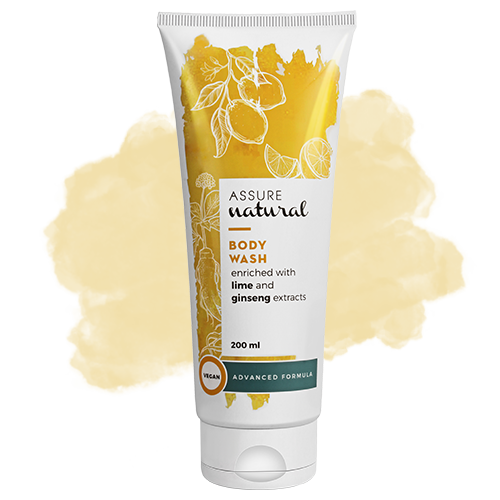 ASSURE
natural
BODY
WASH
enriched with
lime and
ginseng extracts
200 ml
VEGAN
ADVANCED FORMULA